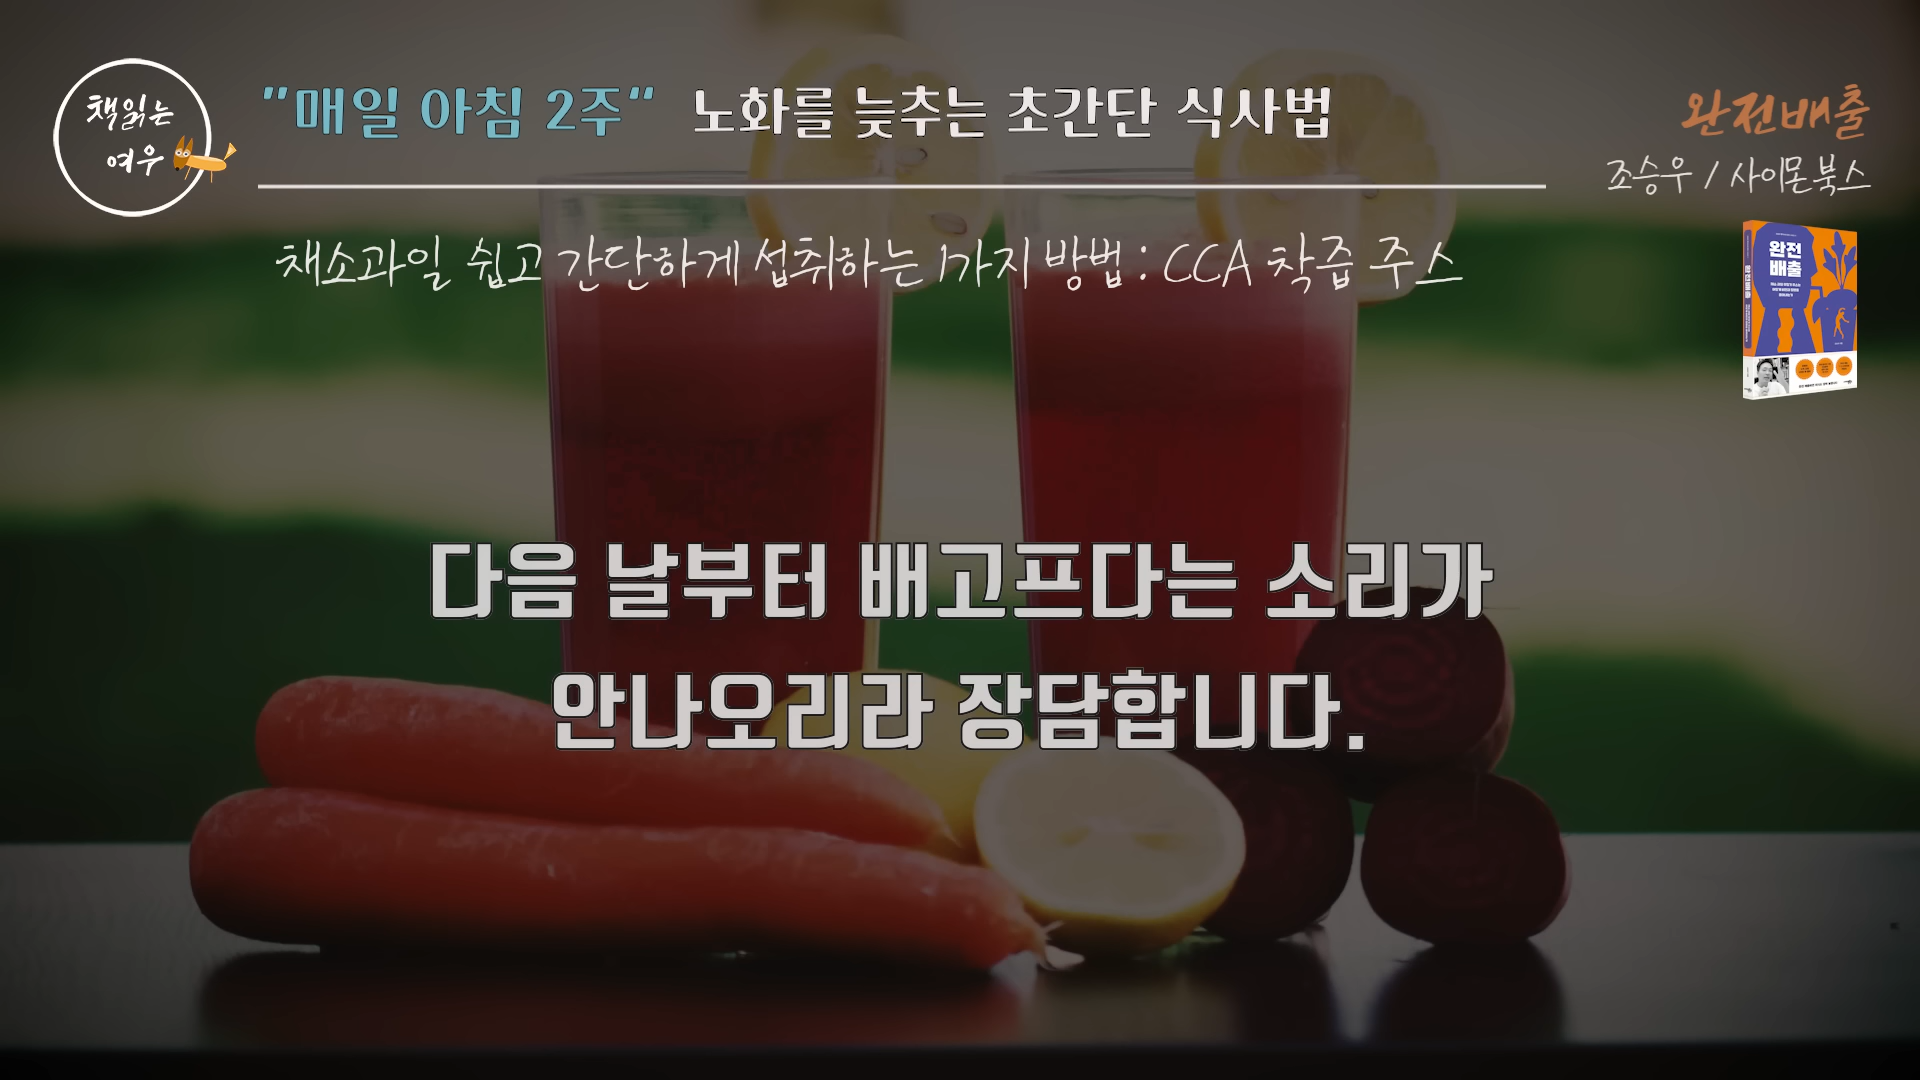 책읽는
여우
"매일 아침 2주" 노화를 늦추는 초간단 식사법
완전배출
조승우 / 사이몬북스
채소과일 쉽고 간단하게 섭취하는 1가지 방법 : CCA 착즙 주스
완전
배출
다음 날부터 배고프다는 소리가
안나오리라 장담합니다.